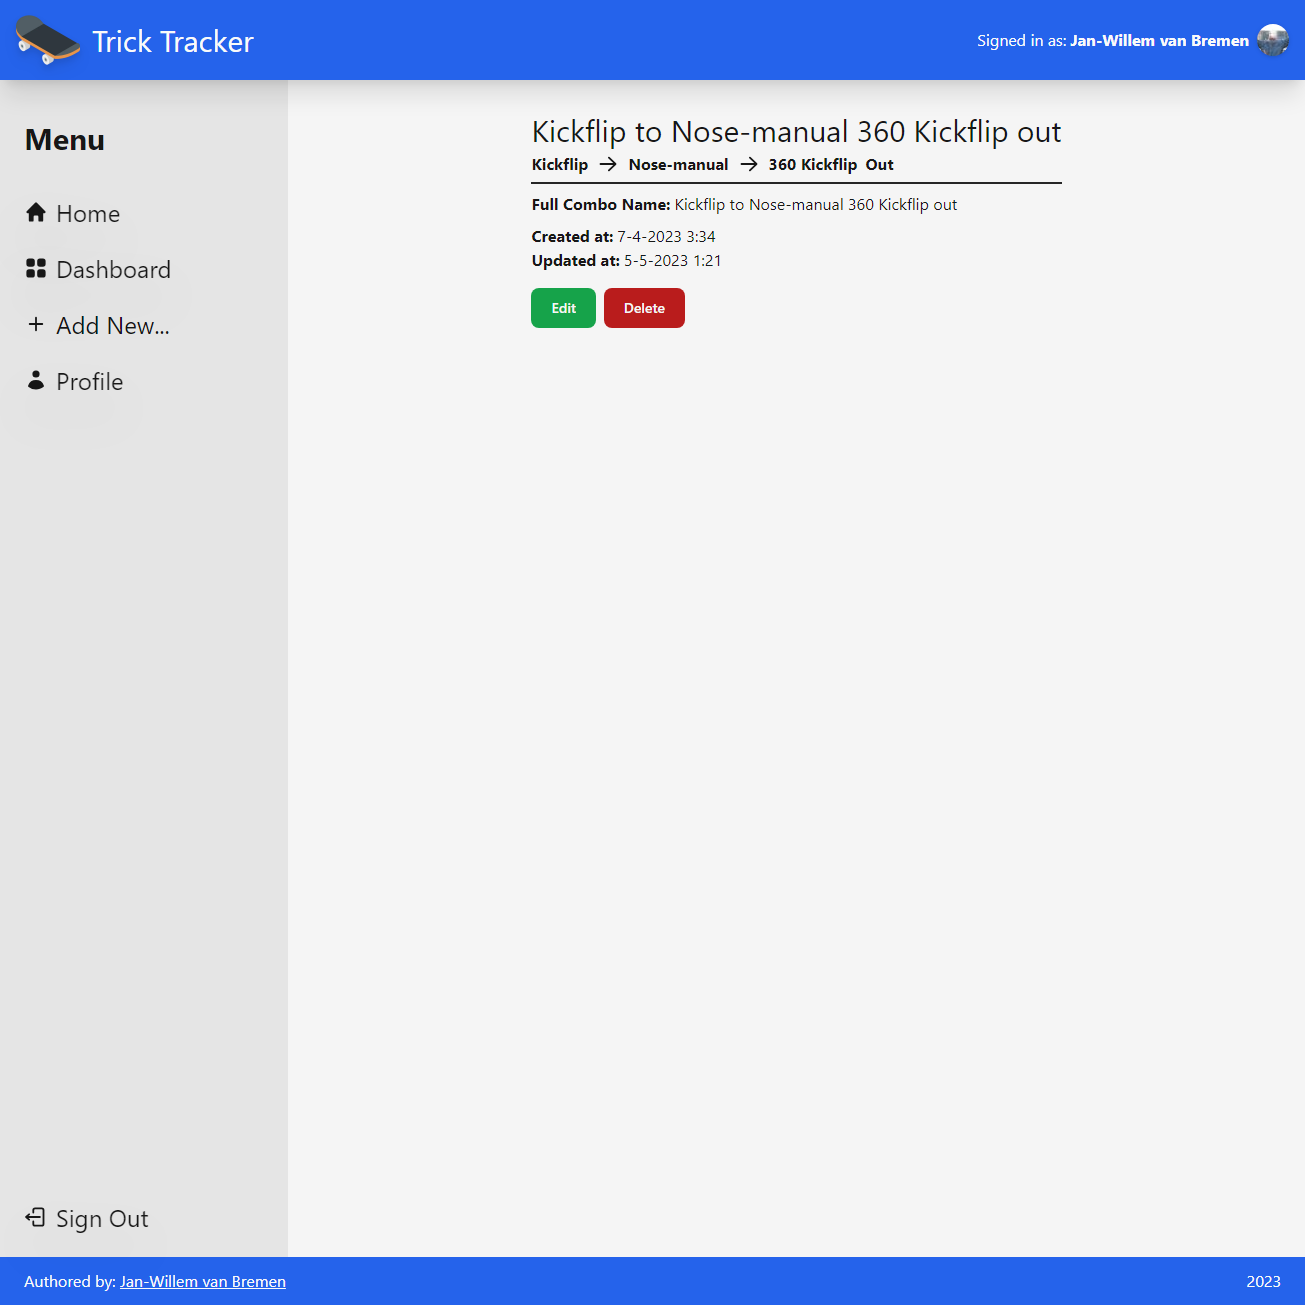 Trick Tracker
Signed in as: Jan-Willem van Bremen
Menu
Home
Dashboard
Add New...
Profile
Sign Out
Kickflip to Nose-manual 360 Kickflip out
Kickflip → Nose-manual → 360 Kickflip Out
Full Combo Name: Kickflip to Nose-manual 360 Kickflip out
Created at: 7-4-2023 3:34
Updated at: 5-5-2023 1:21
Edit Delete
Authored by: Jan-Willem van Bremen
2023